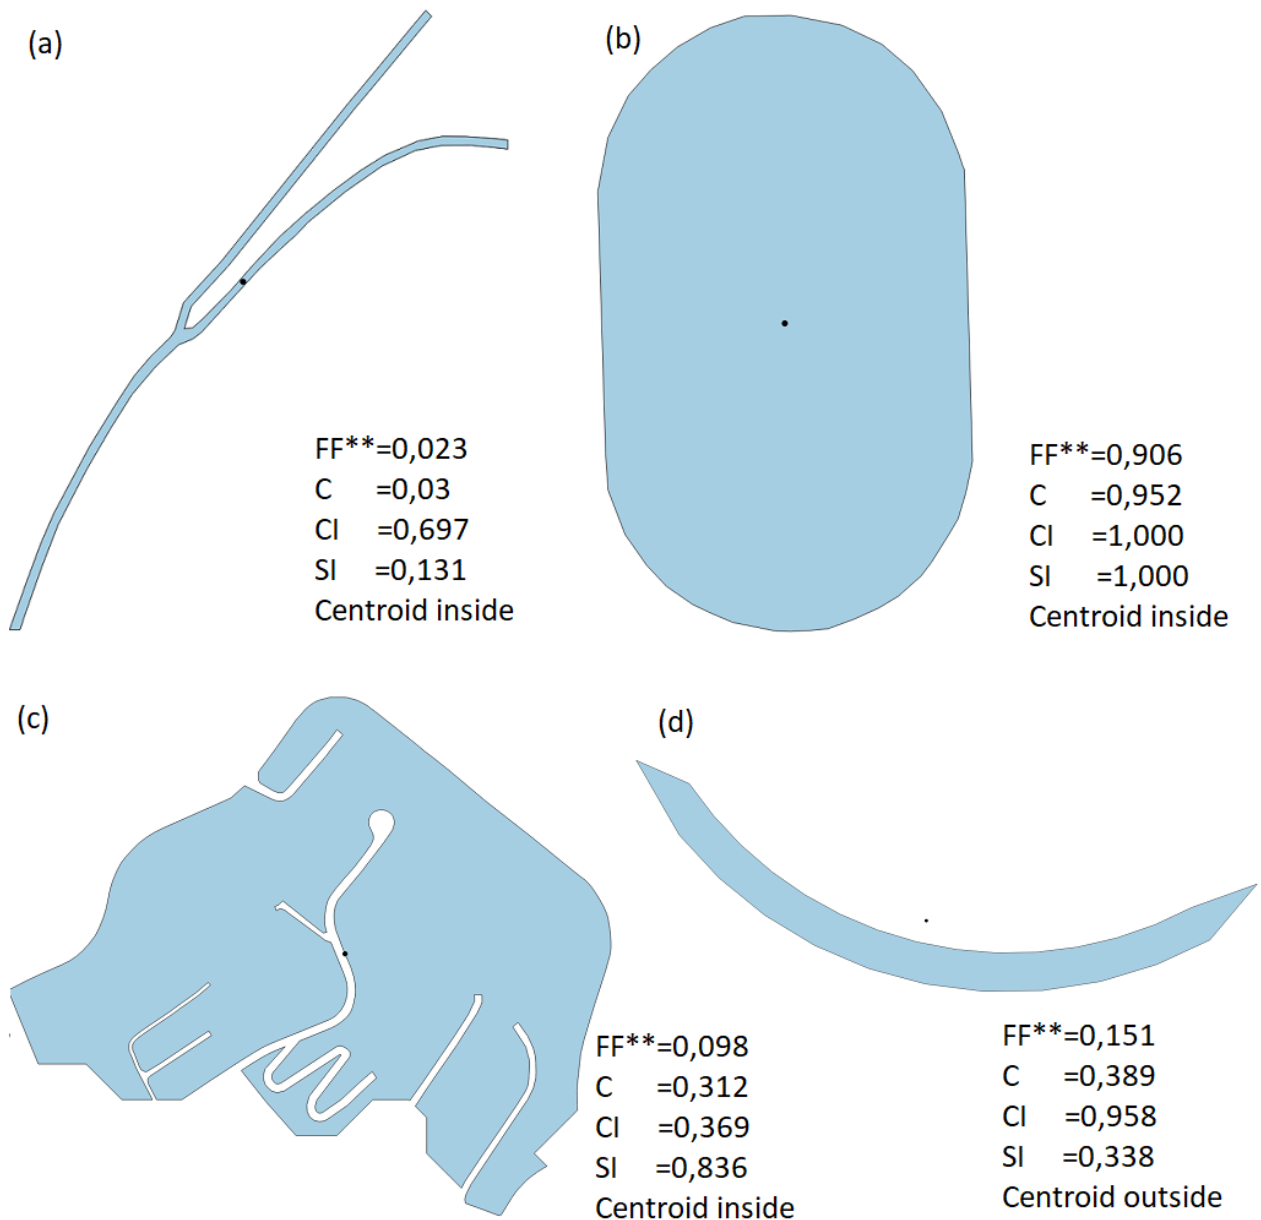 (a)
FF**=0,023
C =0,03
CI =0,697
SI =0,131
Centroid inside
(b)
FF**=0,906
C =0,952
CI =1,000
SI =1,000
Centroid inside
(c)
FF**=0,098
C =0,312
CI =0,369
SI =0,836
Centroid inside
(d)
FF**=0,151
C =0,389
CI =0,958
SI =0,338
Centroid outside